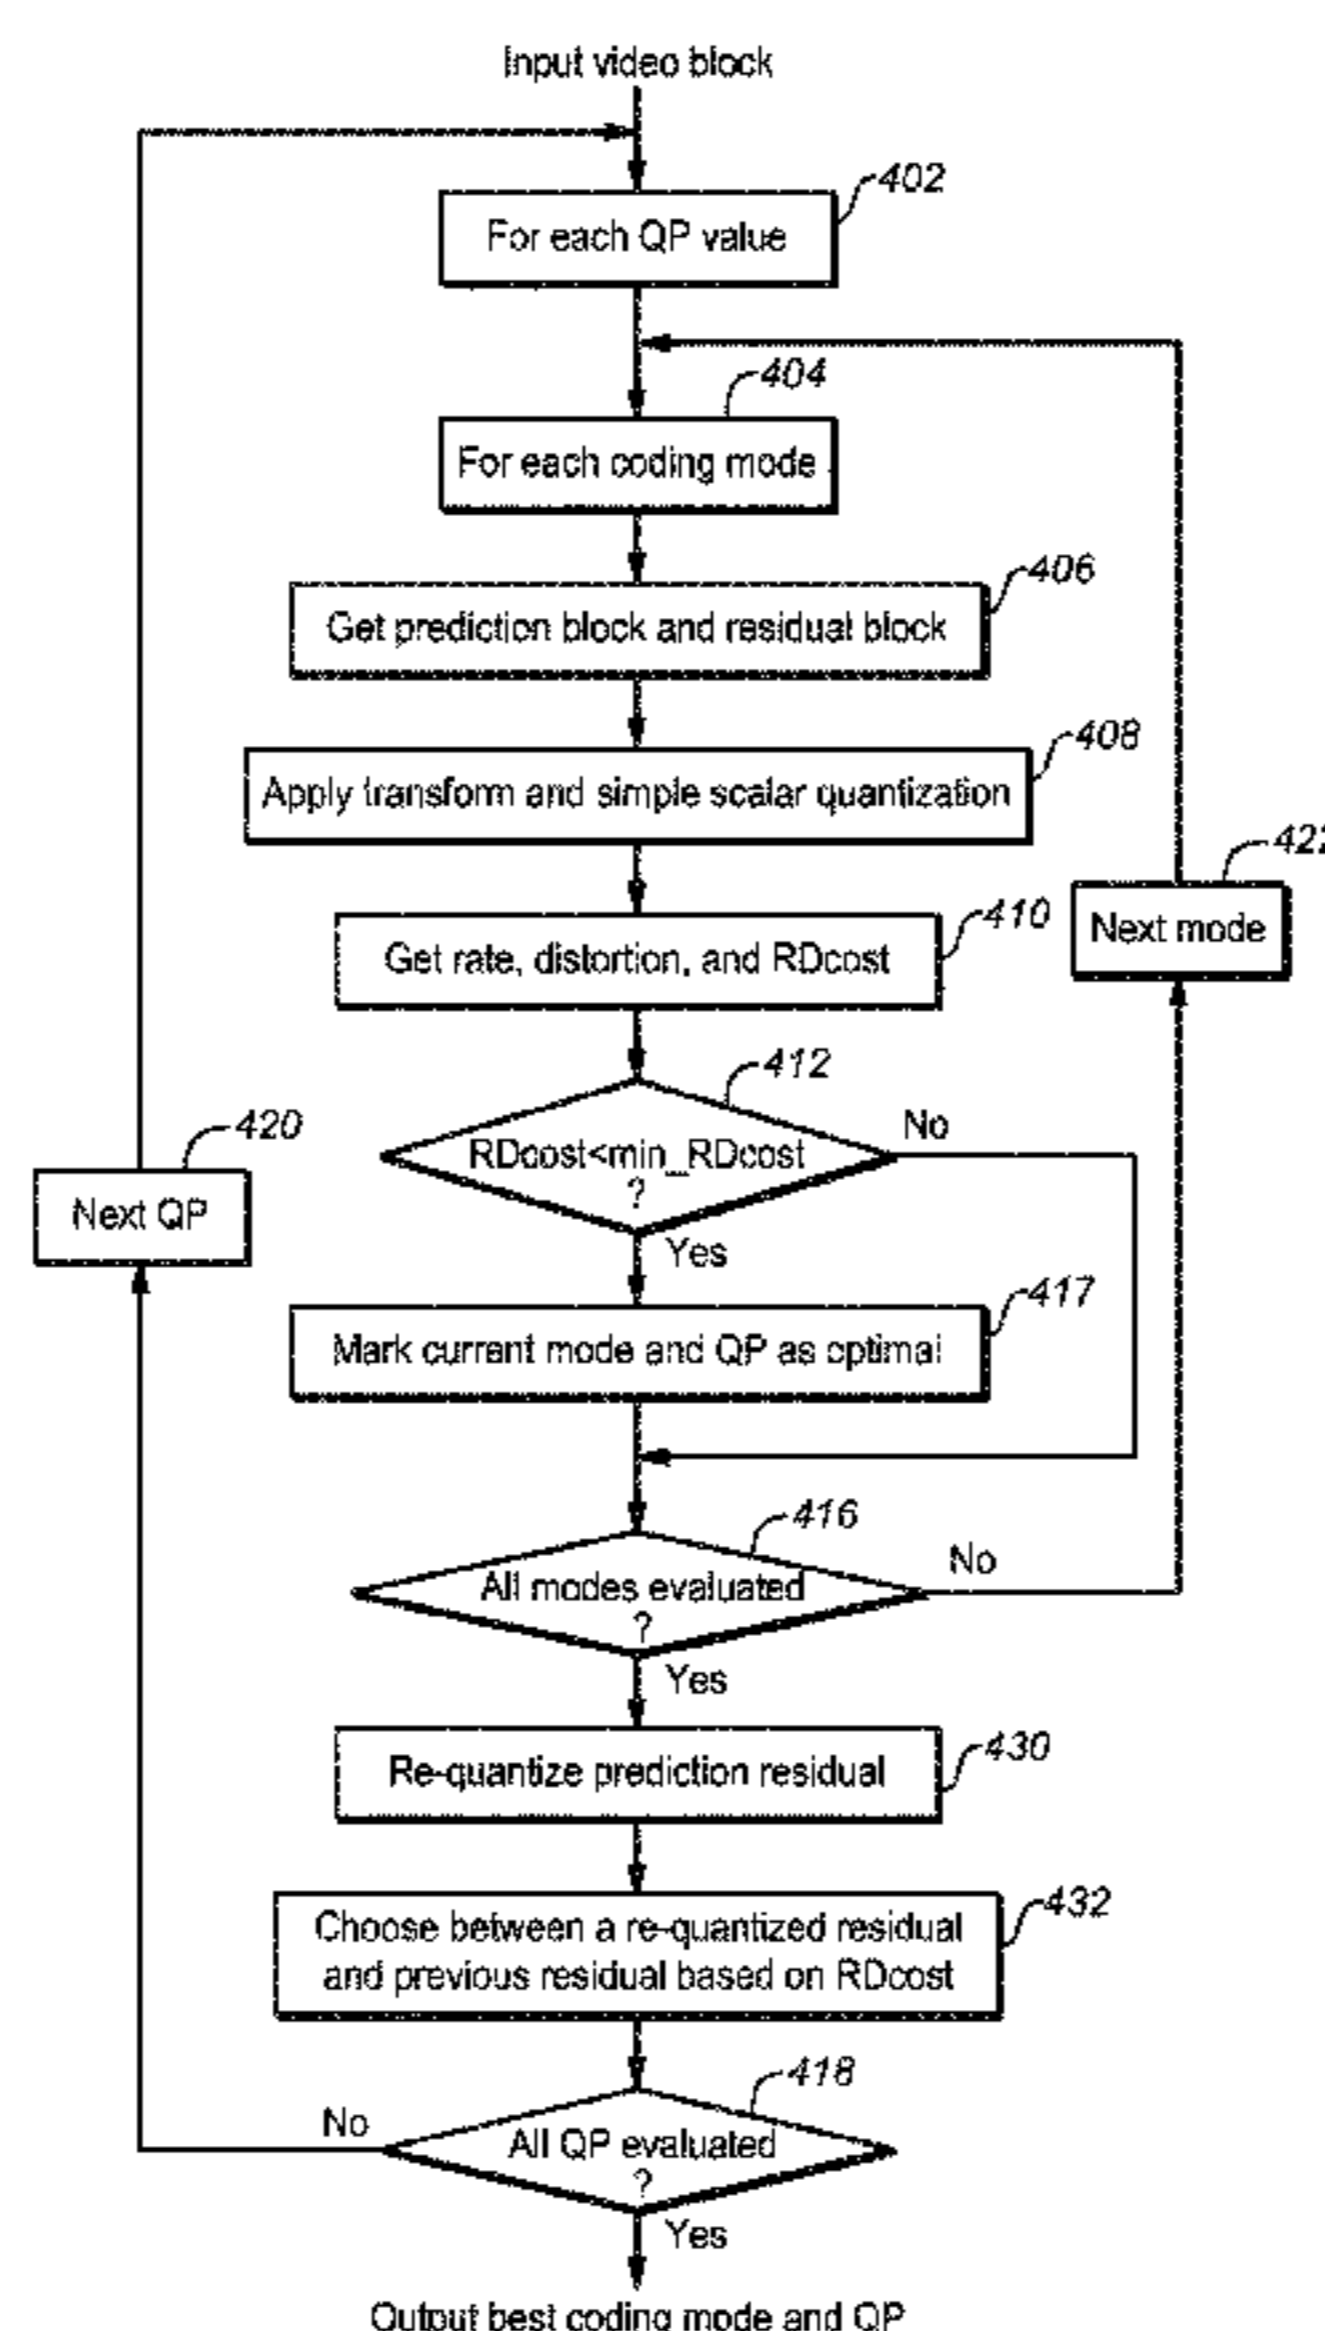 Input video block
402
For each QP value
404
For each coding mode
406
Get prediction block and residual block
408
Apply transform and simple scalar quantization
422
Next mode
410
Get rate, distortion, and RDcost
412
RDcost<min_RDcost
?
No
Yes
420
Next QP
417
Mark current mode and QP as optimal
416
All modes evaluated
?
No
Yes
430
Re-quantize prediction residual
432
Choose between a re-quantized residual
and previous residual based on RDcost
418
All QP evaluated
?
No
Yes
Output best coding mode and QP